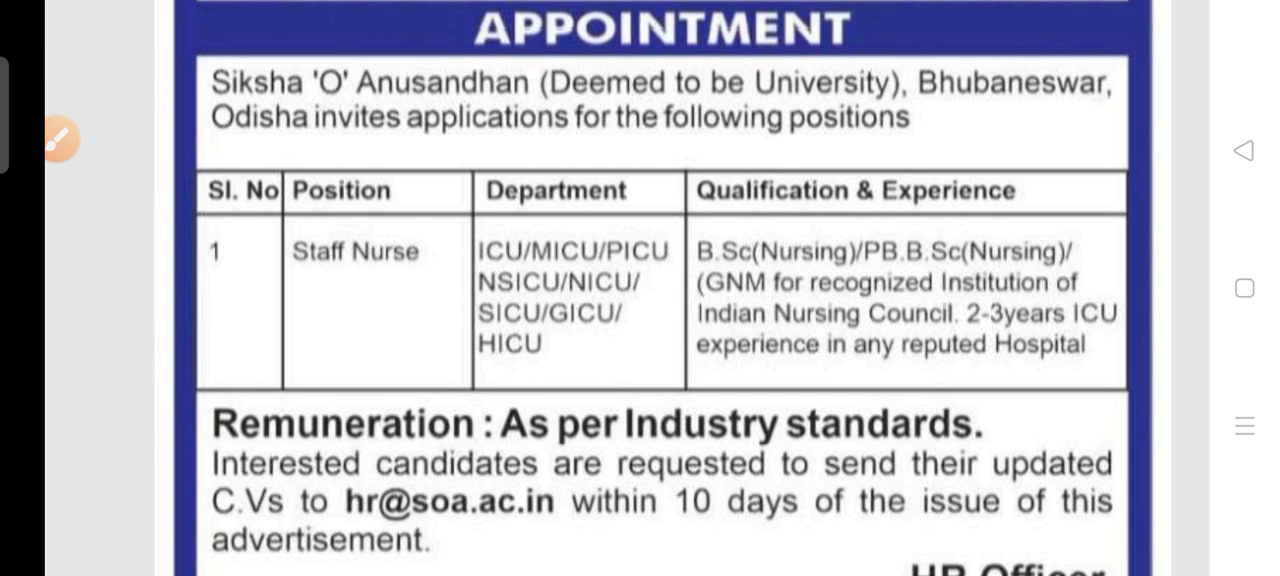 APPOINTMENT
Siksha 'O' Anusandhan (Deemed to be University), Bhubaneswar,
Odisha invites applications for the following positions
Sl. No Position Department Qualification & Experience
1 Staff Nurse ICU/MICU/PICU B.Sc(Nursing)/PB.B.Sc(Nursing)/
NSICU/NICU/ (GNM for recognized Institution of
SICU/GICU/ Indian Nursing Council. 2-3years ICU
HICU experience in any reputed Hospital
Remuneration : As per Industry standards.
Interested candidates are requested to send their updated
C.Vs to hr@soa.ac.in within 10 days of the issue of this
advertisement.
HR Officer